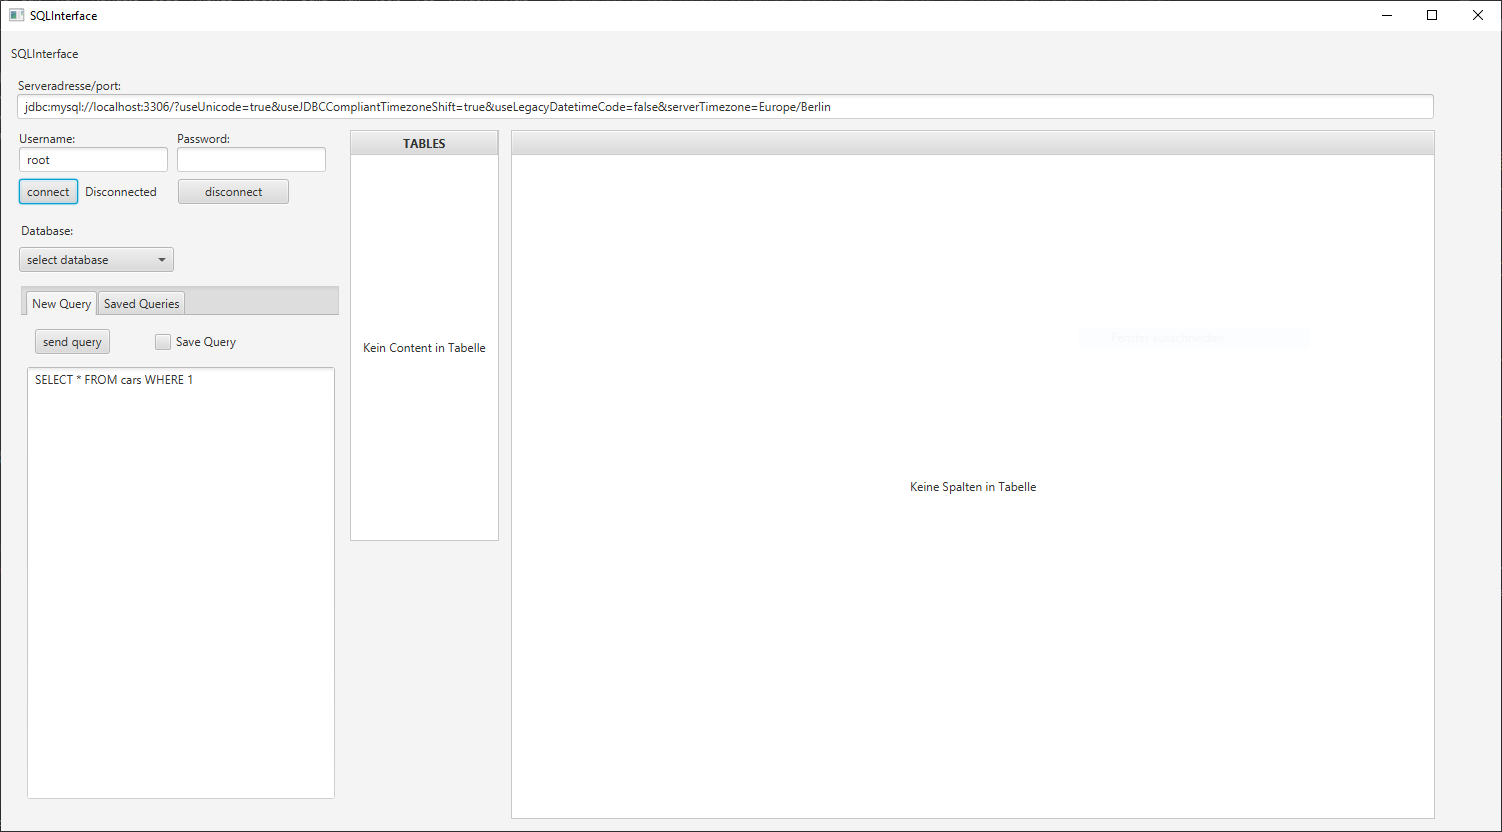 SQLInterface
SQLInterface
Serveradresse/port:
jdbc:mysql://localhost:3306/?useUnicode=true&useJDBCCompliantTimezoneShift=true&useLegacyDatetimeCode=false&serverTimezone=Europe/Berlin
Username:
Password:
root
connect
Disconnected
disconnect
Database:
select database
New Query
Saved Queries
send query
Save Query
SELECT * FROM cars WHERE 1
TABLES
Kein Content in Tabelle
Keine Spalten in Tabelle